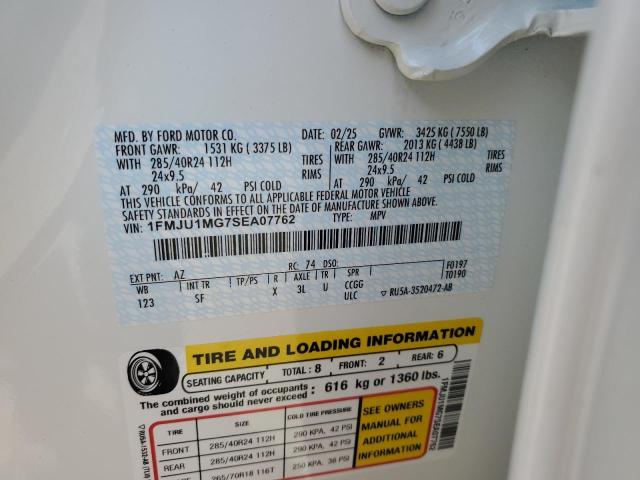 MFD. BY FORD MOTOR CO. 02/25 GVWR: 3425 KG ( 7550 LB)
FRONT GAWR: 1531 KG ( 3375 LB) REAR GAWR: 2013 KG ( 4438 LB)
WITH 285/40R24 112H TIRES WITH 285/40R24 112H TIRES
24x9.5 RIMS 24x9.5 RIMS
AT 290 kPa/ 42 PSI COLD AT 290 kPa/ 42 PSI COLD
THIS VEHICLE CONFORMS TO ALL APPLICABLE FEDERAL MOTOR VEHICLE
SAFETY STANDARDS IN EFFECT ON THE DATE OF MANUFACTURE SHOWN ABOVE.
VIN: 1FMJU1MG7SEA07762 TYPE: MPV
EXT PNT: AZ RC: 74 DSO: F0197
WB INT TR TP/PS R AXLE TR SPR T0190
123 SF X 3L U CCGG
ULC ▽ RU5A-3520472-AB
TIRE AND LOADING INFORMATION
SEATING CAPACITY TOTAL: 8 FRONT: 2 REAR: 6
The combined weight of occupants and cargo should never exceed : 616 kg or 1360 lbs.
TIRE SIZE COLD TIRE PRESSURE
FRONT 285/40R24 112H 290 KPA, 42 PSI
REAR 285/40R24 112H 290 KPA, 42 PSI
265/70R18 116T 250 KPA, 36 PSI
SEE OWNERS
MANUAL FOR
ADDITIONAL
INFORMATION
1FMJU1MG7SEA07762